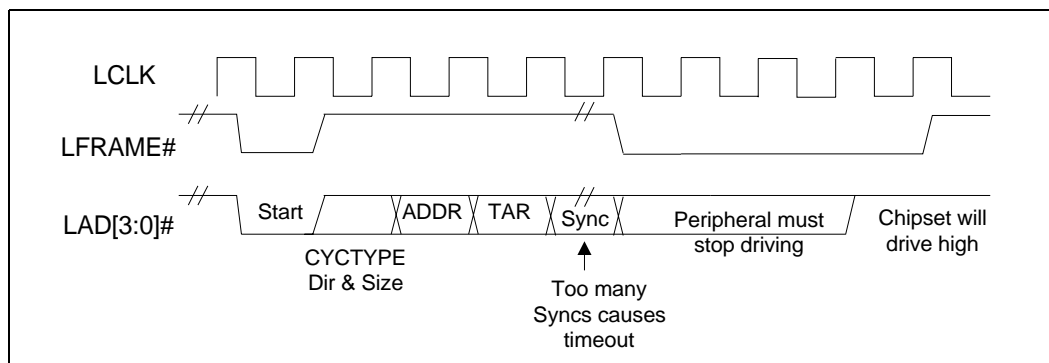 LCLK
LFRAME#
LAD[3:0]#
Start
ADDR
TAR
Sync
Peripheral must
stop driving
Chipset will
drive high
CYCTYPE
Dir & Size
Too many
Syncs causes
timeout